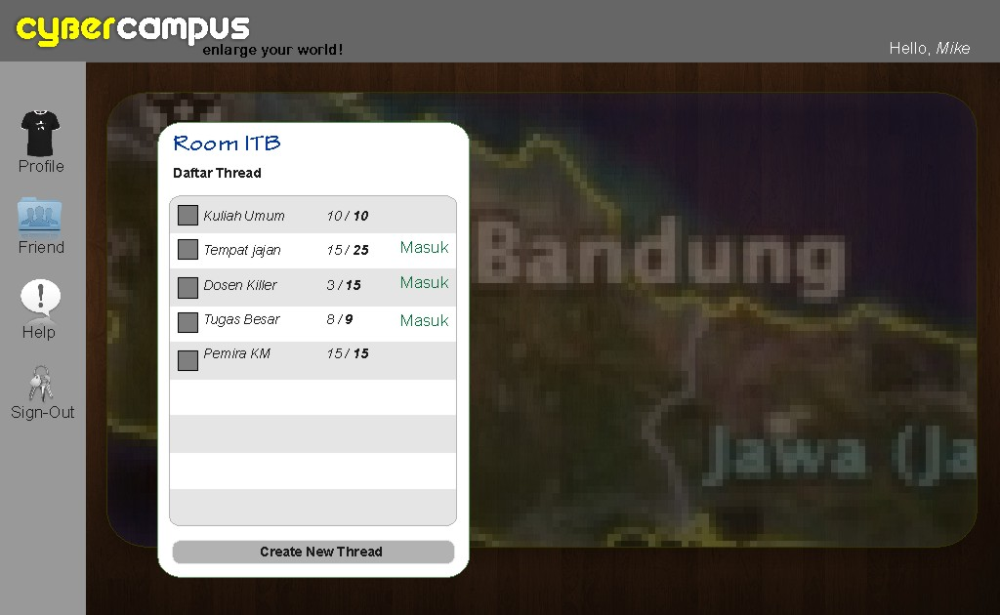 cyBercampus
enlarge your world!
Hello, Mike
Profile
Friend
Help
Sign-Out
Room ITB
Daftar Thread
Kuliah Umum 10 / 10
Tempat jajan 15 / 25 Masuk
Dosen Killer 3 / 15 Masuk
Tugas Besar 8 / 9 Masuk
Pemira KM 15 / 15
Create New Thread
Bandung
Jawa (Ja